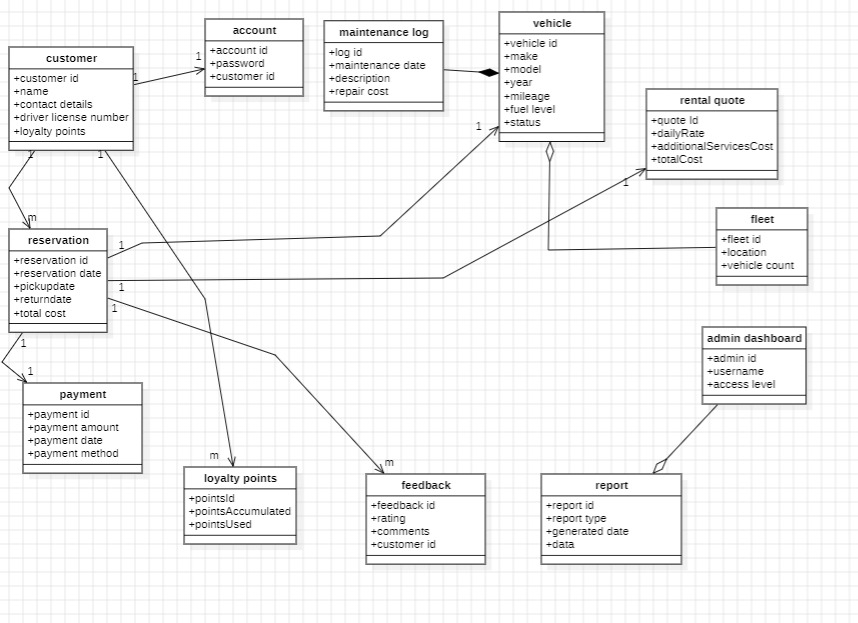 customer
+customer id
+name
+contact details
+driver license number
+loyalty points
account
+account id
+password
+customer id
maintenance log
+log id
+maintenance date
+description
+repair cost
vehicle
+vehicle id
+make
+model
+year
+mileage
+fuel level
+status
rental quote
+quote Id
+dailyRate
+additionalServicesCost
+totalCost
fleet
+fleet id
+location
+vehicle count
reservation
+reservation id
+reservation date
+pickupdate
+returndate
+total cost
admin dashboard
+admin id
+username
+access level
payment
+payment id
+payment amount
+payment date
+payment method
loyalty points
+pointsId
+pointsAccumulated
+pointsUsed
feedback
+feedback id
+rating
+comments
+customer id
report
+report id
+report type
+generated date
+data
1
1
1
1
m
1
1
1
1
1
1
1
m
m